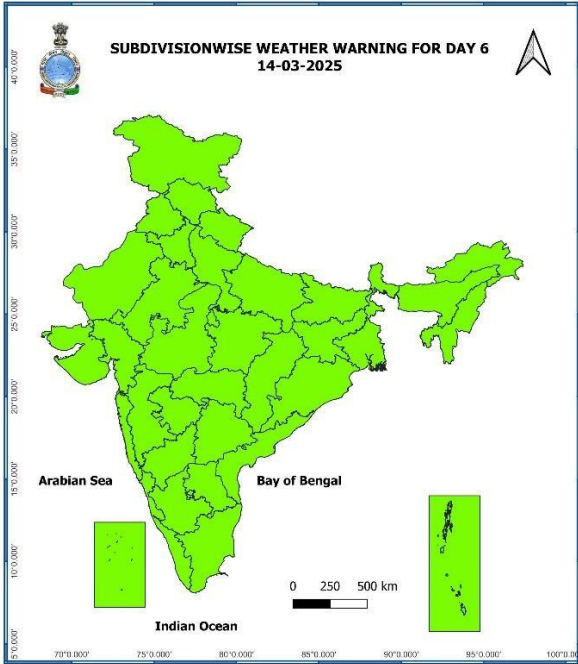 SUBDIVISIONWISE WEATHER WARNING FOR DAY 6
14-03-2025
40°0.000'
35°0.000'
30°0.000'
25°0.000'
20°0.000'
15°0.000'
10°0.000'
5°0.000'
Arabian Sea
Bay of Bengal
0 250 500 km
Indian Ocean
70°0.000' 75°0.000' 80°0.000' 85°0.000' 90°0.000' 95°0.000' 100°0.0